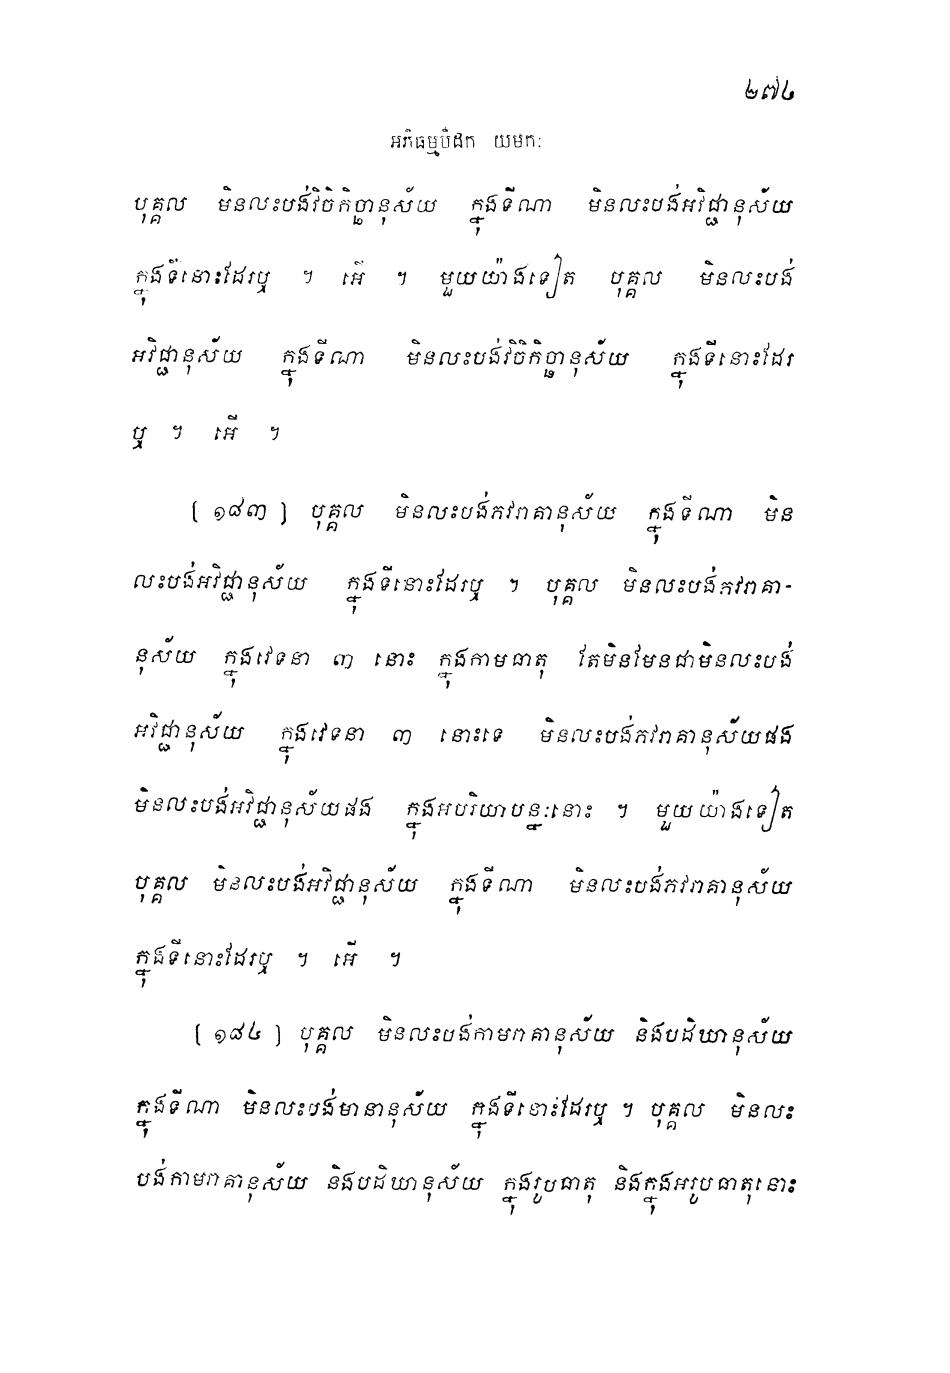 ២៧៤
អភិធម្មបិដក យមកៈ
បុគ្គល មិនលះបង់វិចិកិច្ឆានុស័យ ក្នុងទីណា មិនលះបង់អវិជ្ជានុស័យ
ក្នុងទីនោះដែរឬ ។ អើ ។ មួយយ៉ាងទៀត បុគ្គល មិនលះបង់
អវិជ្ជានុស័យ ក្នុងទីណា មិនលះបង់វិចិកិច្ឆានុស័យ ក្នុងទីនោះដែរ
ឬ ។ អើ ។
[ ១៨៣ ] បុគ្គល មិនលះបង់ភវរាគានុស័យ ក្នុងទីណា មិន
លះបង់អវិជ្ជានុស័យ ក្នុងទីនោះដែរឬ ។ បុគ្គល មិនលះបង់ភវរាគា-
នុស័យ ក្នុងវេទនា ៣ នោះ ក្នុងកាមធាតុ តែមិនមែនជាមិនលះបង់
អវិជ្ជានុស័យ ក្នុងវេទនា ៣ នោះទេ មិនលះបង់ភវរាគានុស័យផង
មិនលះបង់អវិជ្ជានុស័យផង ក្នុងអបរិយាបន្នៈនោះ ។ មួយយ៉ាងទៀត
បុគ្គល មិនលះបង់អវិជ្ជានុស័យ ក្នុងទីណា មិនលះបង់ភវរាគានុស័យ
ក្នុងទីនោះដែរឬ ។ អើ ។
[ ១៨៤ ] បុគ្គល មិនលះបង់កាមរាគានុស័យ និងបដិឃានុស័យ
ក្នុងទីណា មិនលះបង់មានានុស័យ ក្នុងទីនោះដែរឬ ។ បុគ្គល មិនលះ
បង់កាមរាគានុស័យ និងបដិឃានុស័យ ក្នុងរូបធាតុ និងក្នុងអរូបធាតុនោះ